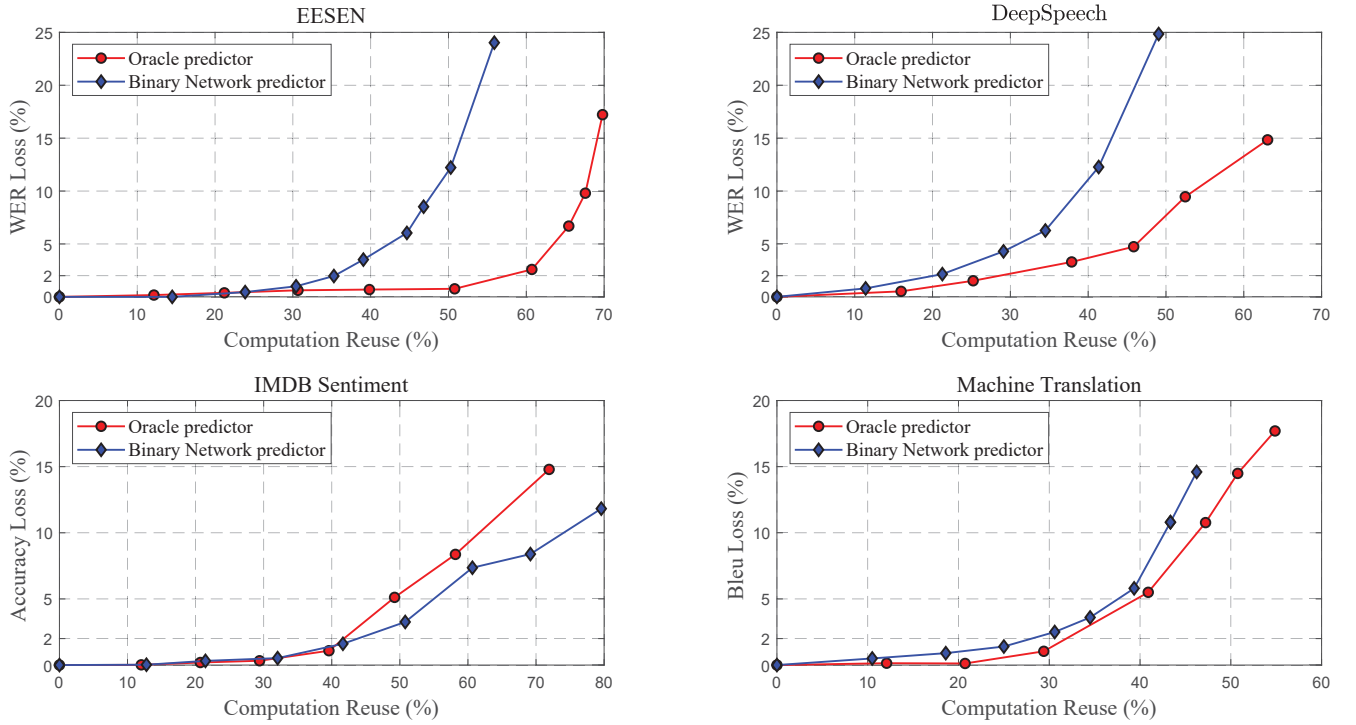 EESEN
25
20
15
10
5
2
0
WER Loss (%)
Oracle predictor
Binary Network predictor
0 10 20 30 40 50 60 70
Computation Reuse (%)
DeepSpeech
25
20
15
10
5
2
0
WER Loss (%)
Oracle predictor
Binary Network predictor
0 10 20 30 40 50 60 70
Computation Reuse (%)
IMDB Sentiment
20
15
10
5
2
0
Accuracy Loss (%)
Oracle predictor
Binary Network predictor
0 10 20 30 40 50 60 70 80
Computation Reuse (%)
Machine Translation
20
15
10
5
2
0
Bleu Loss (%)
Oracle predictor
Binary Network predictor
0 10 20 30 40 50 60
Computation Reuse (%)